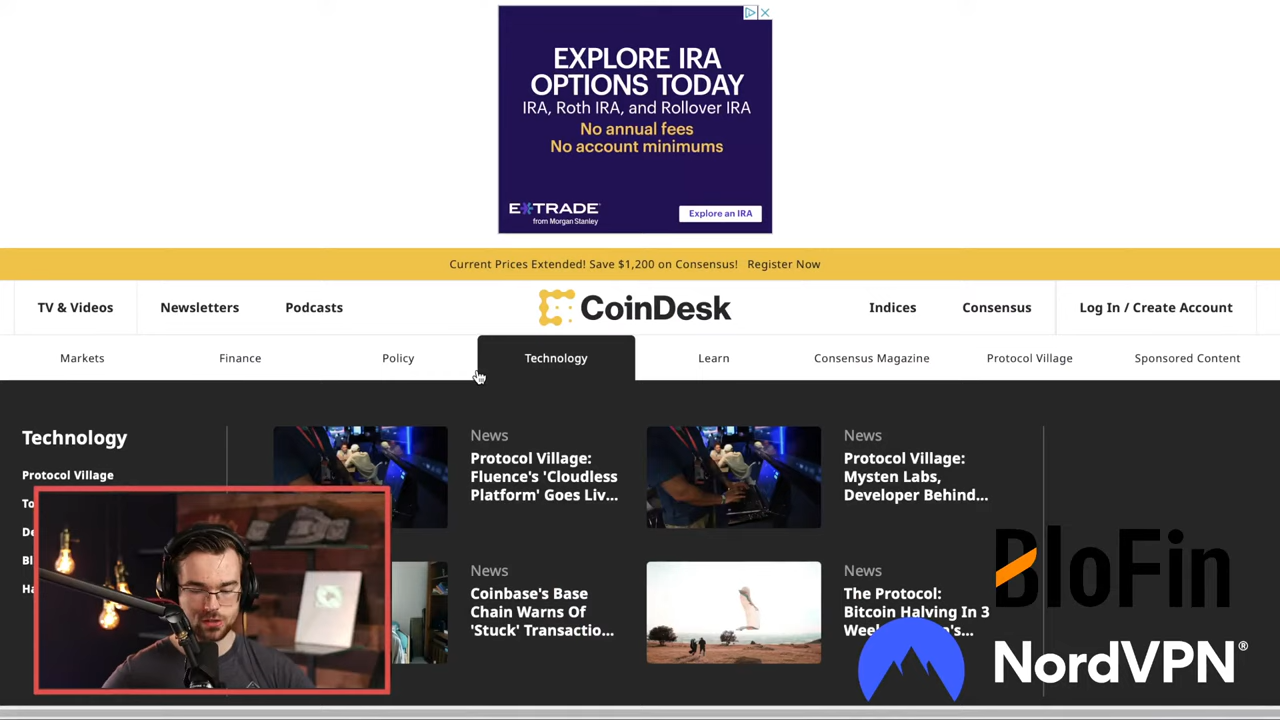 EXPLORE IRA
OPTIONS TODAY
IRA, Roth IRA, and Rollover IRA
No annual fees
No account minimums
E*TRADE
from Morgan Stanley
Explore an IRA
Current Prices Extended! Save $1,200 on Consensus! Register Now
TV & Videos
Newsletters
Podcasts
CoinDesk
Indices
Consensus
Log In / Create Account
Markets
Finance
Policy
Technology
Learn
Consensus Magazine
Protocol Village
Sponsored Content
Technology
Protocol Village
News
Protocol Village:
Fluence's 'Cloudless
Platform' Goes Liv...
News
Protocol Village:
Mysten Labs,
Developer Behind...
News
Coinbase's Base
Chain Warns Of
'Stuck' Transactio...
News
The Protocol:
Bitcoin Halving In 3
BloFin
NordVPN®